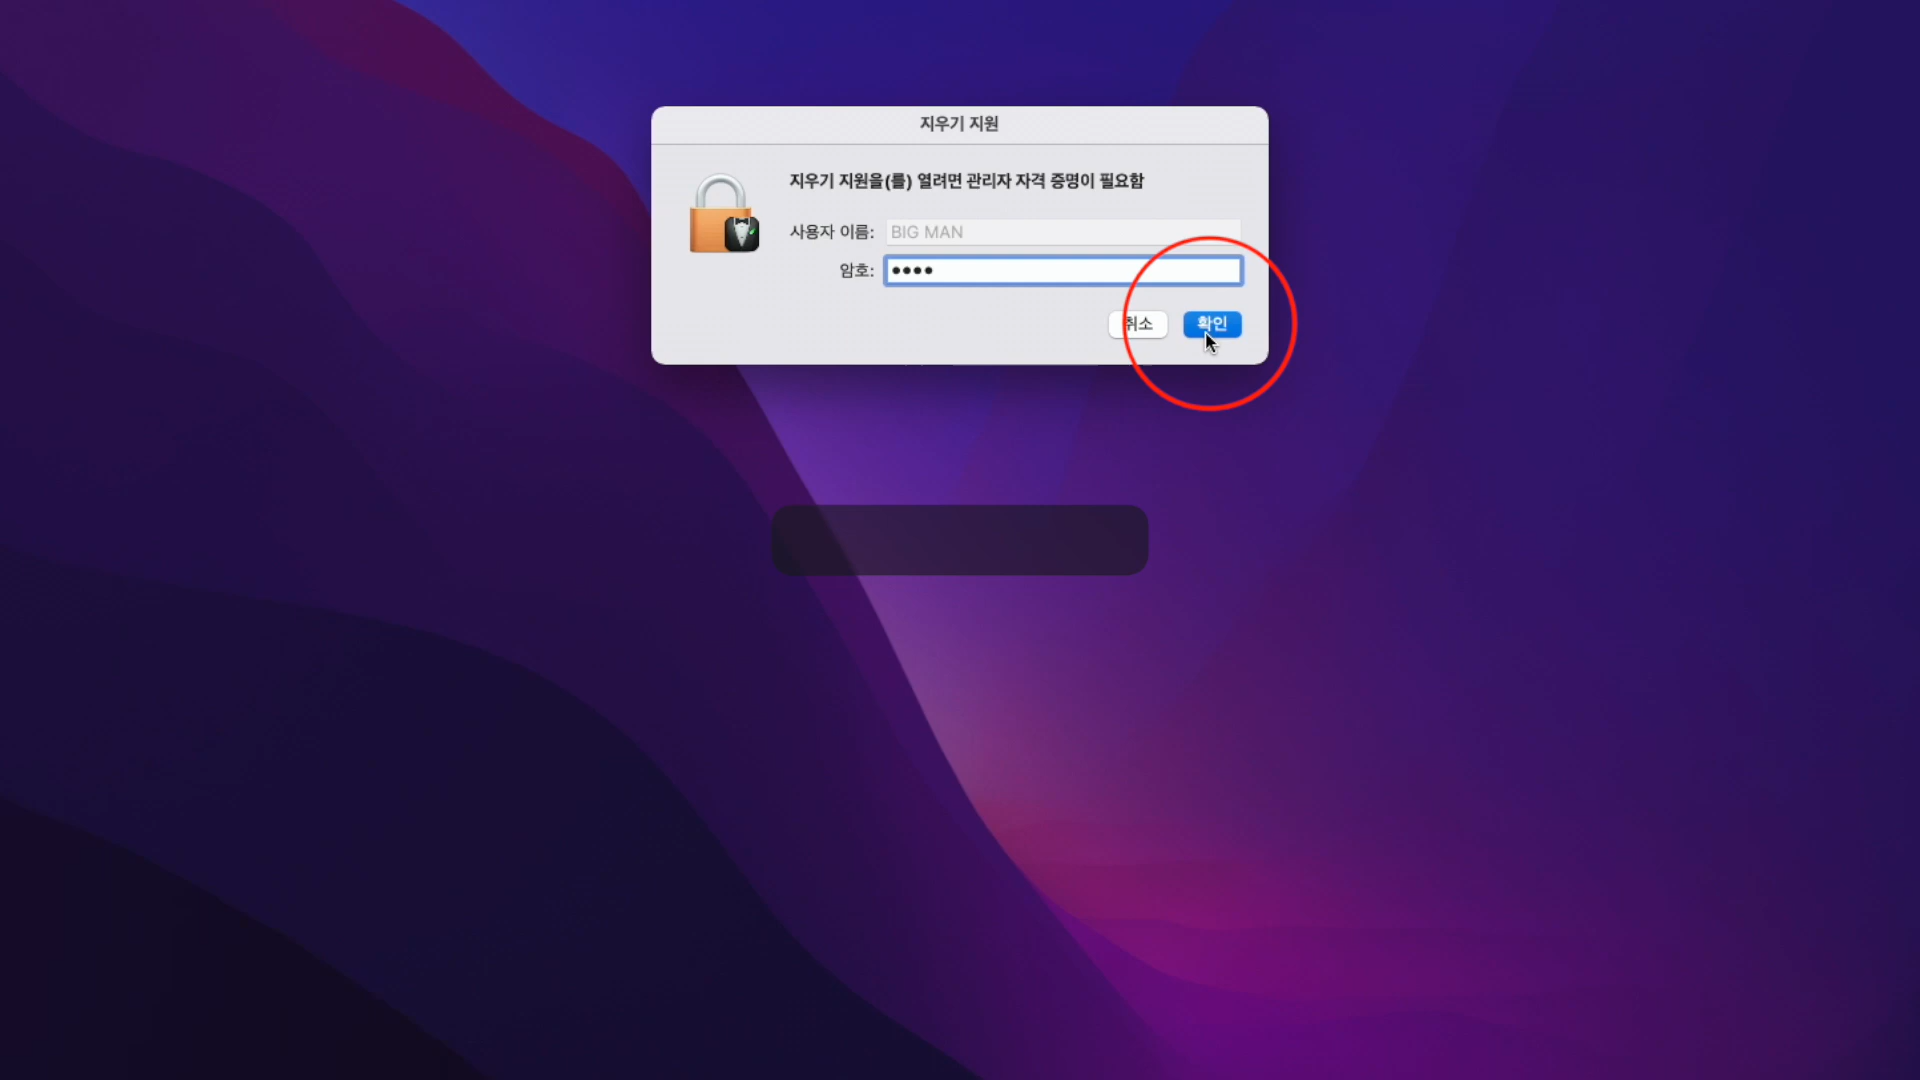 지우기 지원
지우기 지원을(를) 열려면 관리자 자격 증명이 필요함
사용자 이름: BIG MAN
암호: ••••
취소 확인